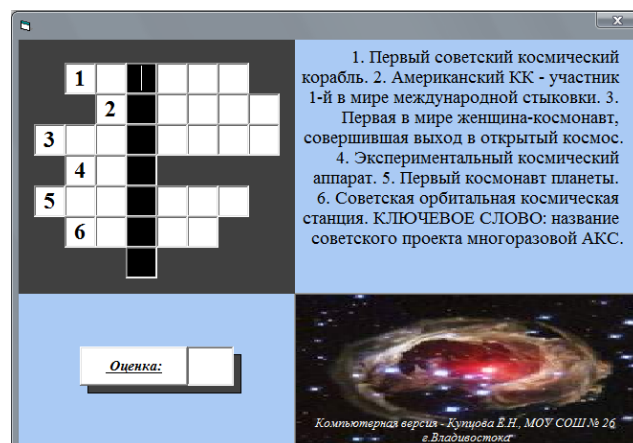 1. Первый советский космический
корабль. 2. Американский КК - участник
1-й в мире международной стыковки. 3.
Первая в мире женщина-космонавт,
совершившая выход в открытый космос.
4. Экспериментальный космический
аппарат. 5. Первый космонавт планеты.
6. Советская орбитальная космическая
станция. КЛЮЧЕВОЕ СЛОВО: название
советского проекта многоразовой АКС.
1
2
3
4
5
6
Оценка:
Компьютерная версия - Купцова Е.Н., МОУ СОШ № 26
г.Владивостока